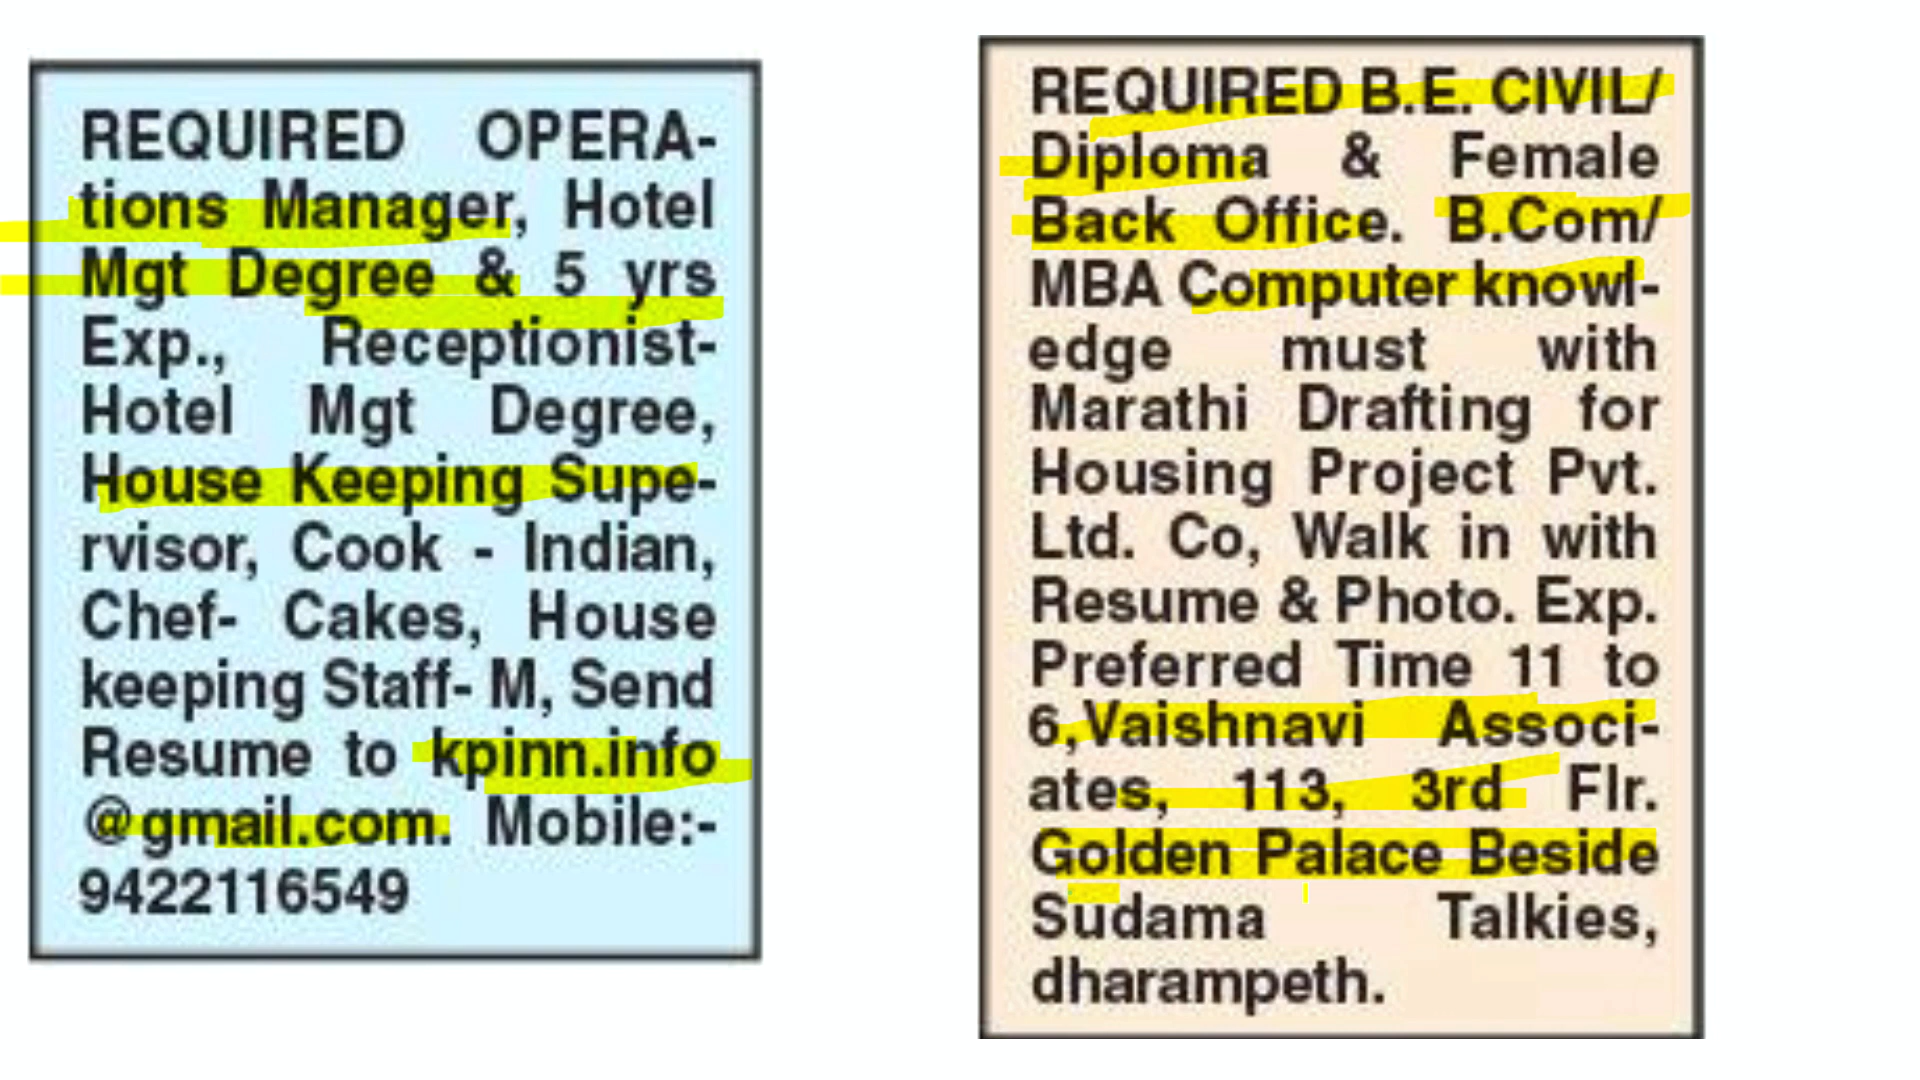 REQUIRED OPERA-
tions Manager, Hotel
Mgt Degree & 5 yrs
Exp., Receptionist-
Hotel Mgt Degree,
House Keeping Supe-
rvisor, Cook - Indian,
Chef- Cakes, House
keeping Staff- M, Send
Resume to kpinn.info
@gmail.com. Mobile:-
9422116549
REQUIRED B.E. CIVIL/
Diploma & Female
Back Office. B.Com/
MBA Computer knowl-
edge must with
Marathi Drafting for
Housing Project Pvt.
Ltd. Co, Walk in with
Resume & Photo. Exp.
Preferred Time 11 to
6,Vaishnavi Associ-
ates, 113, 3rd Flr.
Golden Palace Beside
Sudama Talkies,
dharampeth.